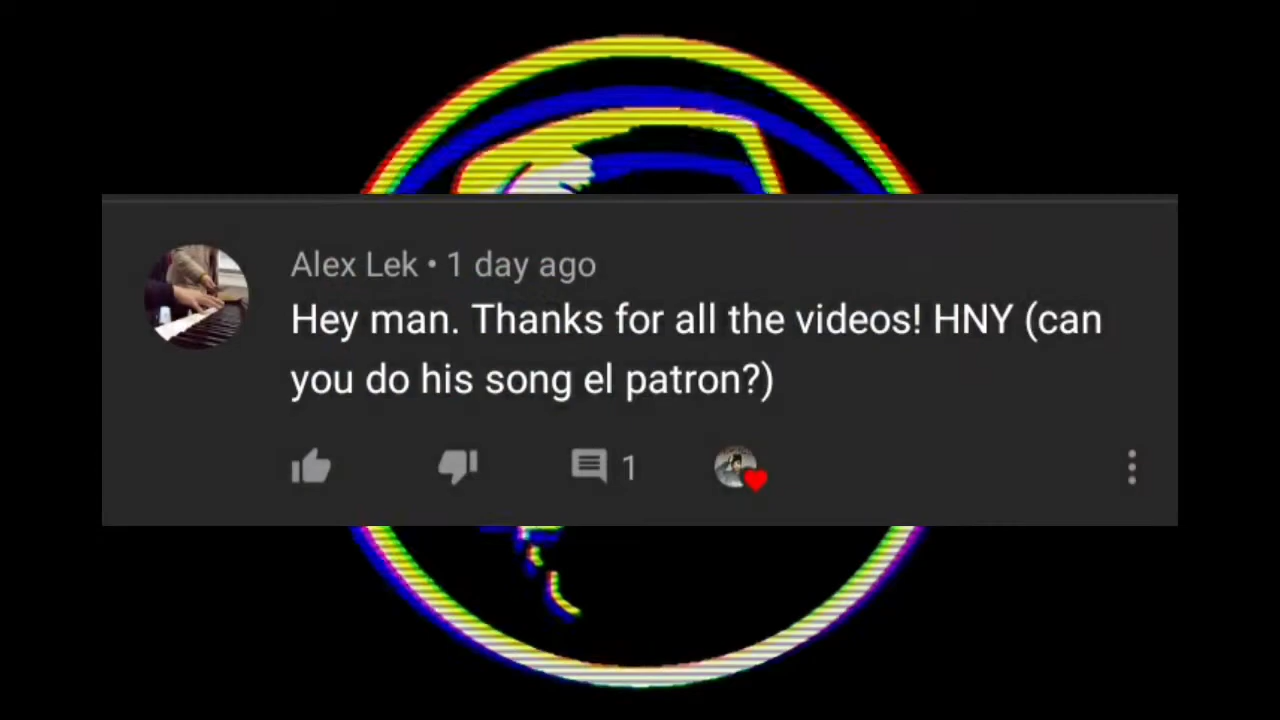 Alex Lek • 1 day ago
Hey man. Thanks for all the videos! HNY (can
you do his song el patron?)
1